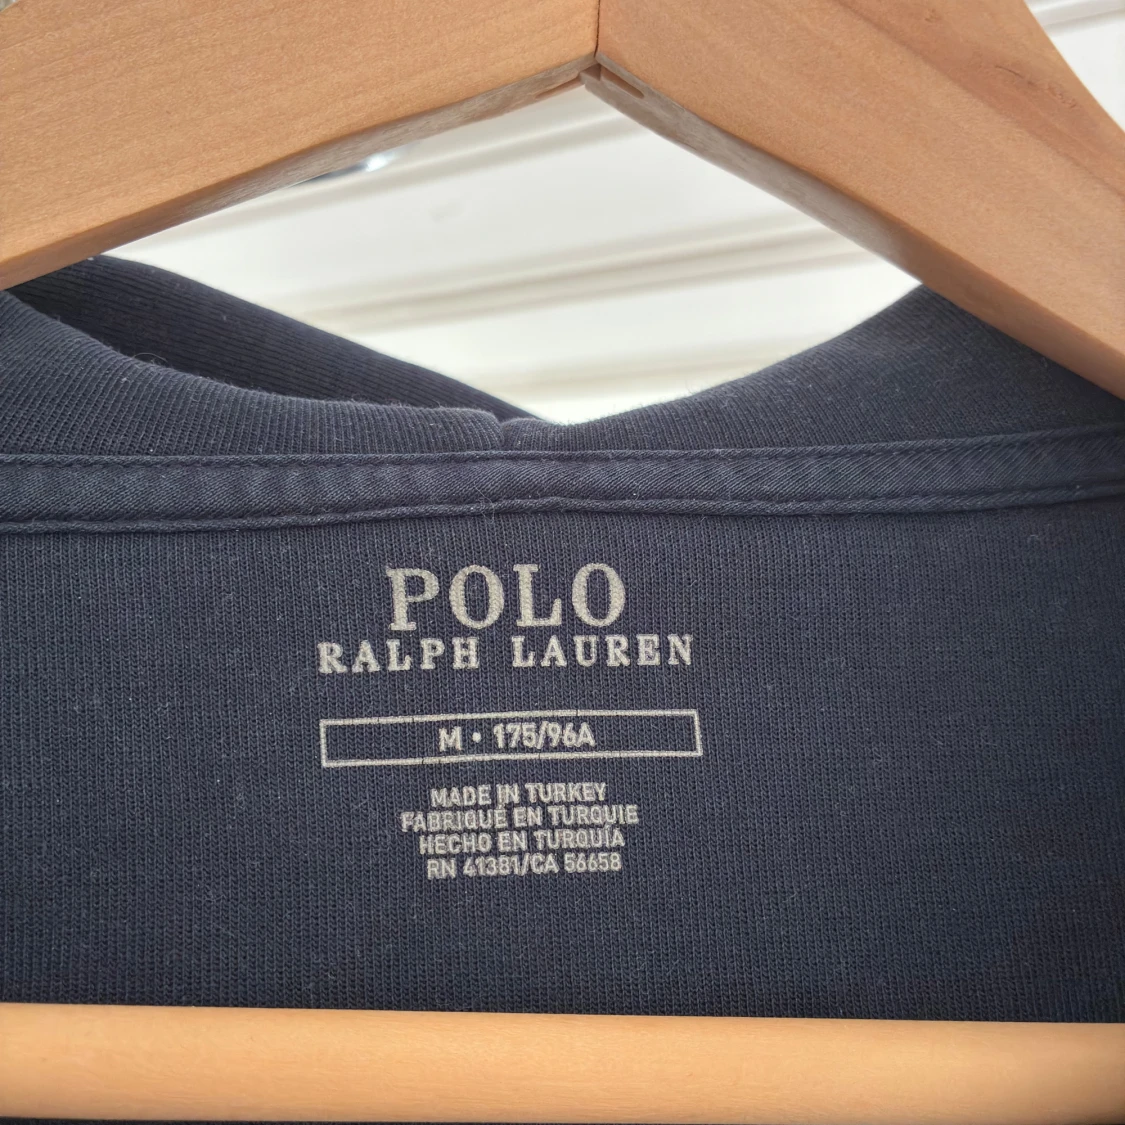 POLO
RALPH LAUREN
M • 175/96A
MADE IN TURKEY
FABRIQUÉ EN TURQUIE
HECHO EN TURQUÍA
RN 41381/CA 56658